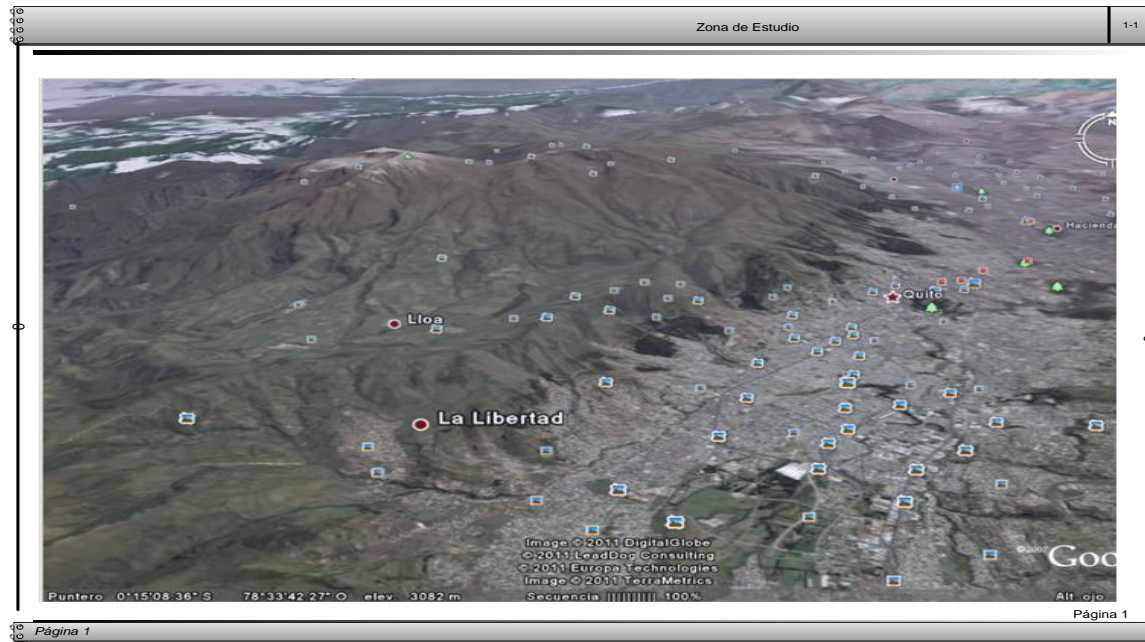 Zona de Estudio
1-1
N
Hacienda
Quito
Lloa
La Libertad
Image © 2011 DigitalGlobe
© 2011 LeadDog Consulting
© 2011 Europa Technologies
Image © 2011 TerraMetrics
©2007 Goo
Puntero 0°15'08.36" S 78°33'42.27" O elev. 3082 m
Secuencia |||||||||| 100%
Alt. ojo
Página 1
Página 1